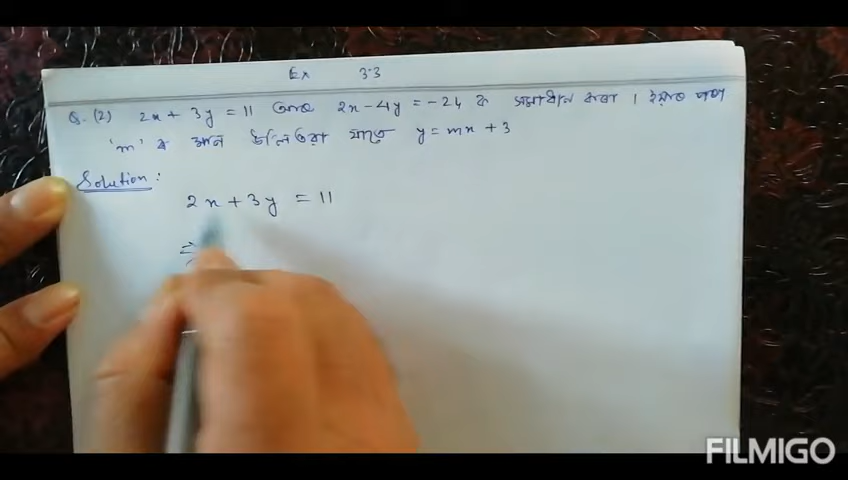 Ex 3.3
Q. (2) 2x + 3y = 11 আৰু 2x - 4y = -24 ক সমাধান কৰা । ইয়াৰ পৰা
'm' ৰ মান উলিওৱা যাতে y = mx + 3
Solution :
2x + 3y = 11
⇒
FILMIGO